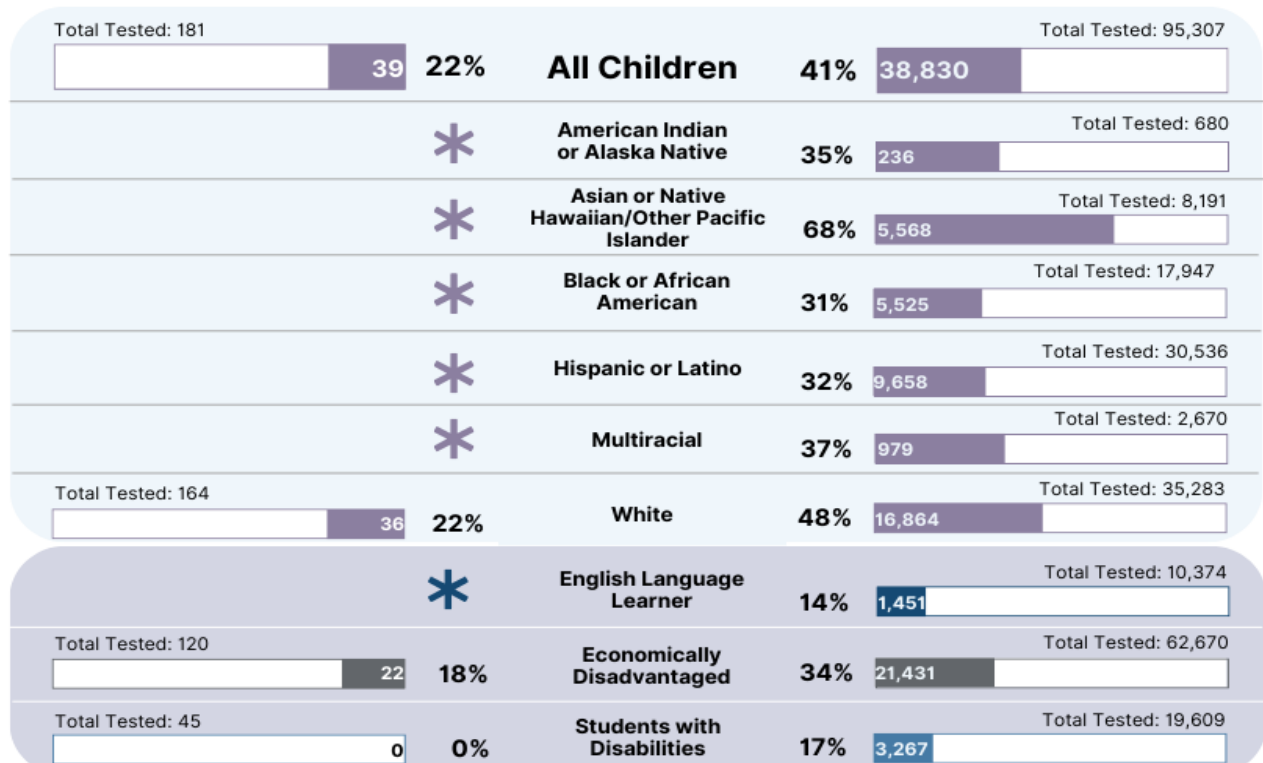 Total Tested: 181
Total Tested: 95,307
39 22% All Children 41% 38,830
American Indian
or Alaska Native
Total Tested: 680
35% 236
Asian or Native
Hawaiian/Other Pacific
Islander
Total Tested: 8,191
68% 5,568
Black or African
American
Total Tested: 17,947
31% 5,525
Hispanic or Latino
Total Tested: 30,536
32% 9,658
Multiracial
Total Tested: 2,670
37% 979
Total Tested: 164
Total Tested: 35,283
36 22% White 48% 16,864
English Language
Learner
Total Tested: 10,374
14% 1,451
Total Tested: 120
Total Tested: 62,670
22 18%
Economically
Disadvantaged
34% 21,431
Total Tested: 45
Total Tested: 19,609
0 0%
Students with
Disabilities
17% 3,267